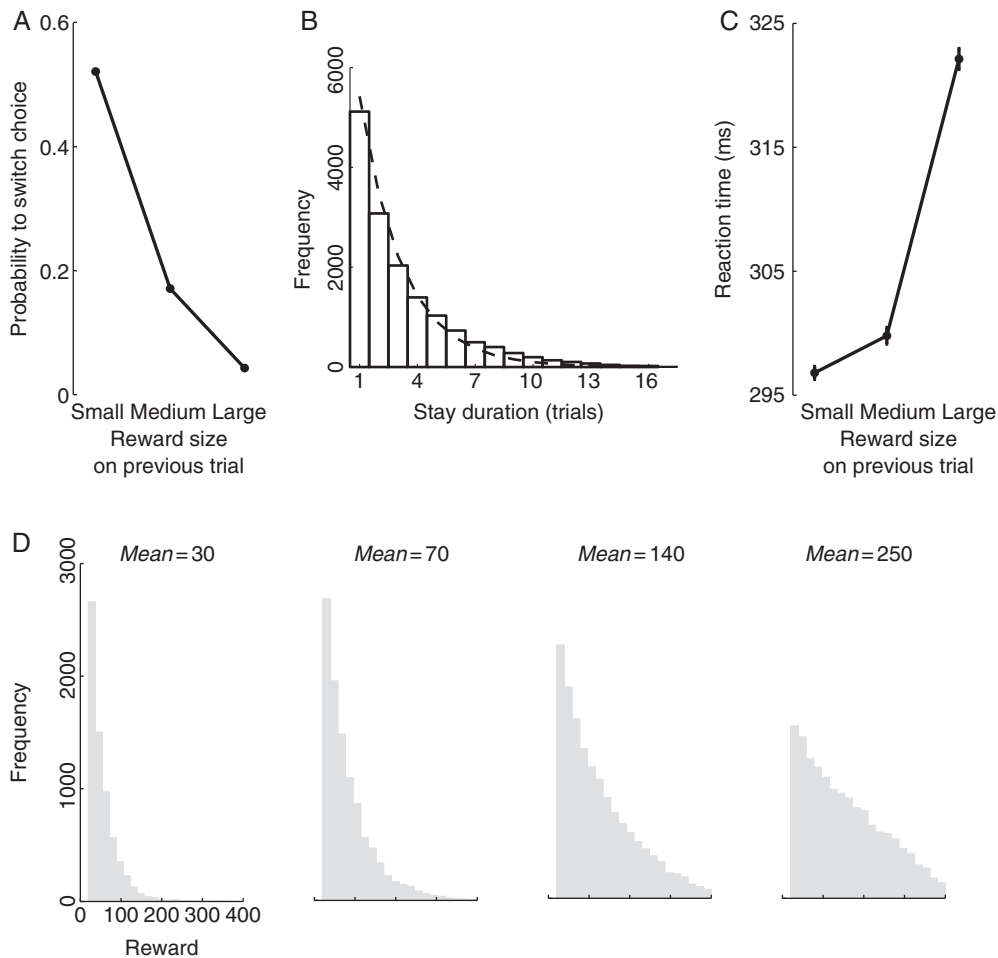 A
0.6
0.4
0.2
0
Probability to switch choice
Small Medium Large
Reward size
on previous trial
B
6000
4000
2000
0
Frequency
1 4 7 10 13 16
Stay duration (trials)
C
325
315
305
295
Reaction time (ms)
Small Medium Large
Reward size
on previous trial
D
Mean=30
Mean=70
Mean=140
Mean=250
3000
2000
1000
0
Frequency
0 100 200 300 400
Reward